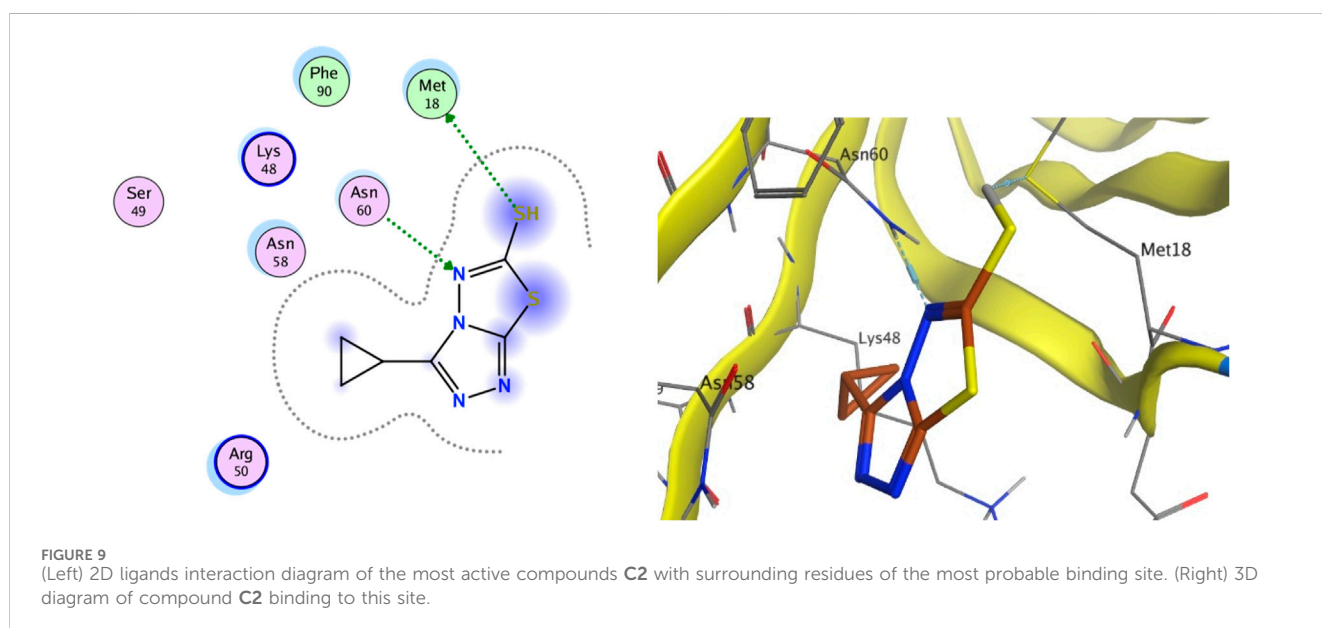 Phe
90
Met
18
Lys
48
Ser
49
Asn
60
Asn
58
SH
N
S
N
N
N
Arg
50
Asn60
Met18
Lys48
Asn58
9
FIGURE 9
(Left) 2D ligands interaction diagram of the most active compounds C2 with surrounding residues of the most probable binding site. (Right) 3D
diagram of compound C2 binding to this site.